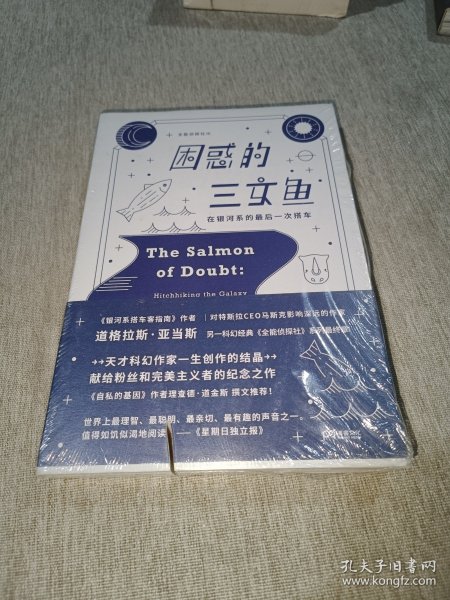 全能侦探社Ⅲ
困惑的
三文鱼
在银河系的最后一次搭车
The Salmon
of Doubt:
Hitchhiking the Galaxy
《银河系搭车客指南》作者
道格拉斯·亚当斯
对特斯拉CEO马斯克影响深远的作家
另一科幻经典《全能侦探社》系列最终章
→→天才科幻作家一生创作的结晶→→
献给粉丝和完美主义者的纪念之作
《自私的基因》作者理查德·道金斯 撰文推荐!
世界上最理智、最聪明、最亲切、最有趣的声音之一。
值得如饥似渴地阅读 ——《星期日独立报》
孔夫子旧书网
www.kongfz.com